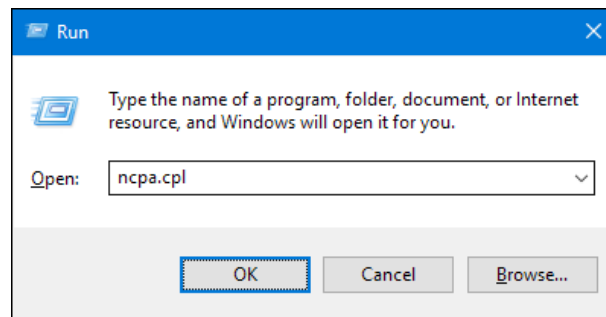 Run
Type the name of a program, folder, document, or Internet
resource, and Windows will open it for you.
Open: ncpa.cpl
OK Cancel Browse...